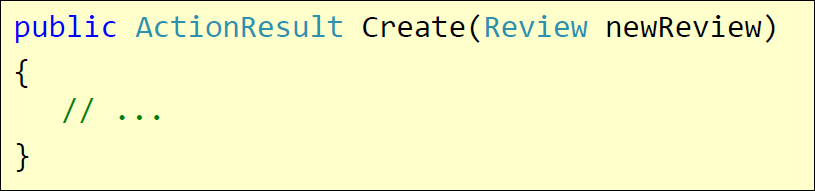 public ActionResult Create(Review newReview)
{
   // ...
}